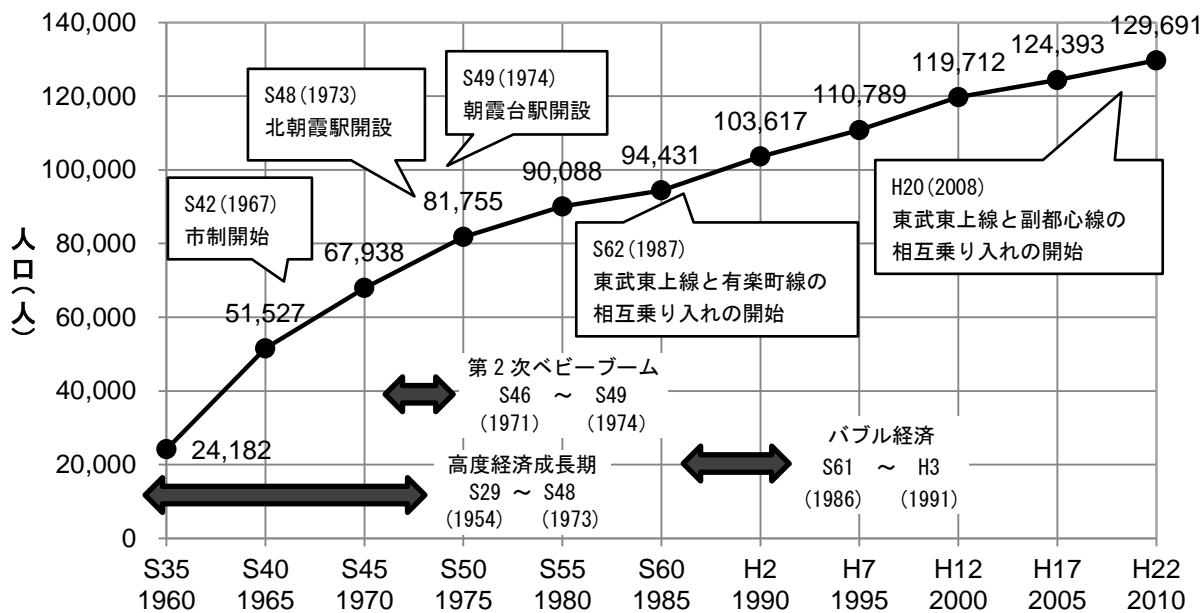 人口（人）
140,000
120,000
100,000
80,000
60,000
40,000
20,000
0
24,182
51,527
67,938
81,755
90,088
94,431
103,617
110,789
119,712
124,393
129,691
S42(1967)
市制開始
S48(1973)
北朝霞駅開設
S49(1974)
朝霞台駅開設
S62(1987)
東武東上線と有楽町線の
相互乗り入れの開始
H20(2008)
東武東上線と副都心線の
相互乗り入れの開始
第2次ベビーブーム
S46 ～ S49
(1971) (1974)
高度経済成長期
S29 ～ S48
(1954) (1973)
バブル経済
S61 ～ H3
(1986) (1991)
S35 S40 S45 S50 S55 S60 H2 H7 H12 H17 H22
1960 1965 1970 1975 1980 1985 1990 1995 2000 2005 2010